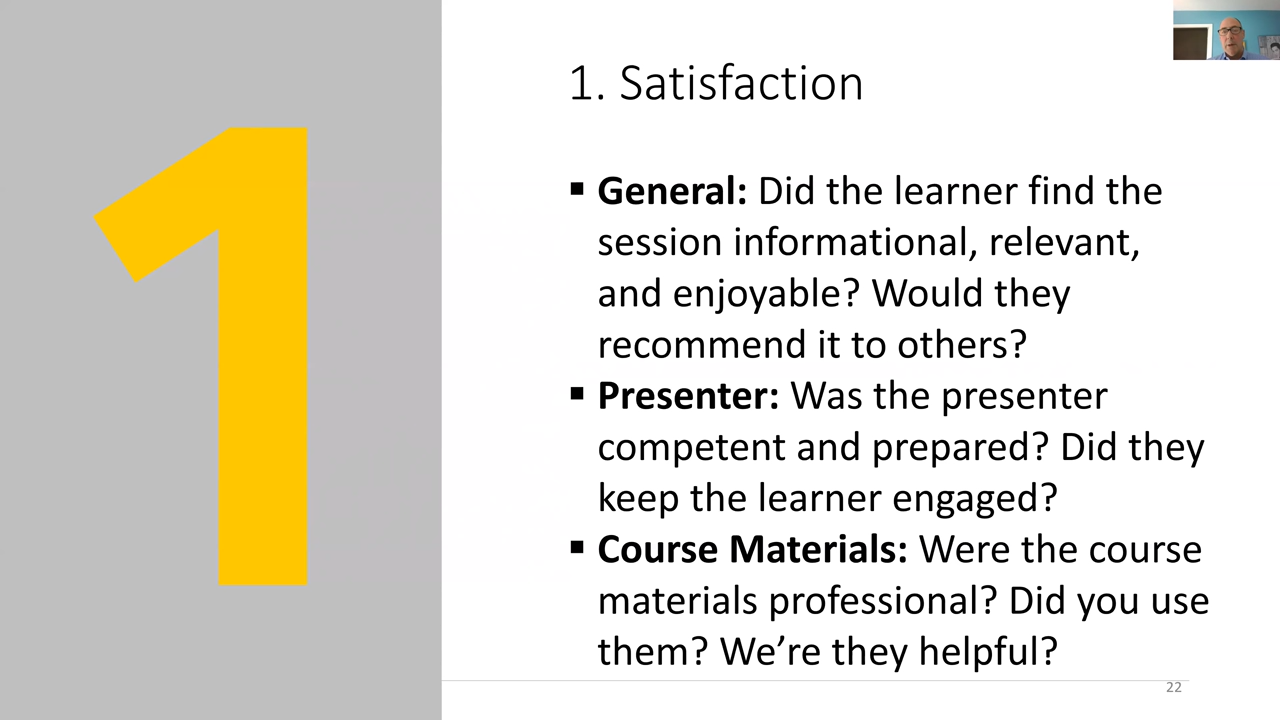 1
1. Satisfaction
▪ General: Did the learner find the
session informational, relevant,
and enjoyable? Would they
recommend it to others?
▪ Presenter: Was the presenter
competent and prepared? Did they
keep the learner engaged?
▪ Course Materials: Were the course
materials professional? Did you use
them? We’re they helpful?
22